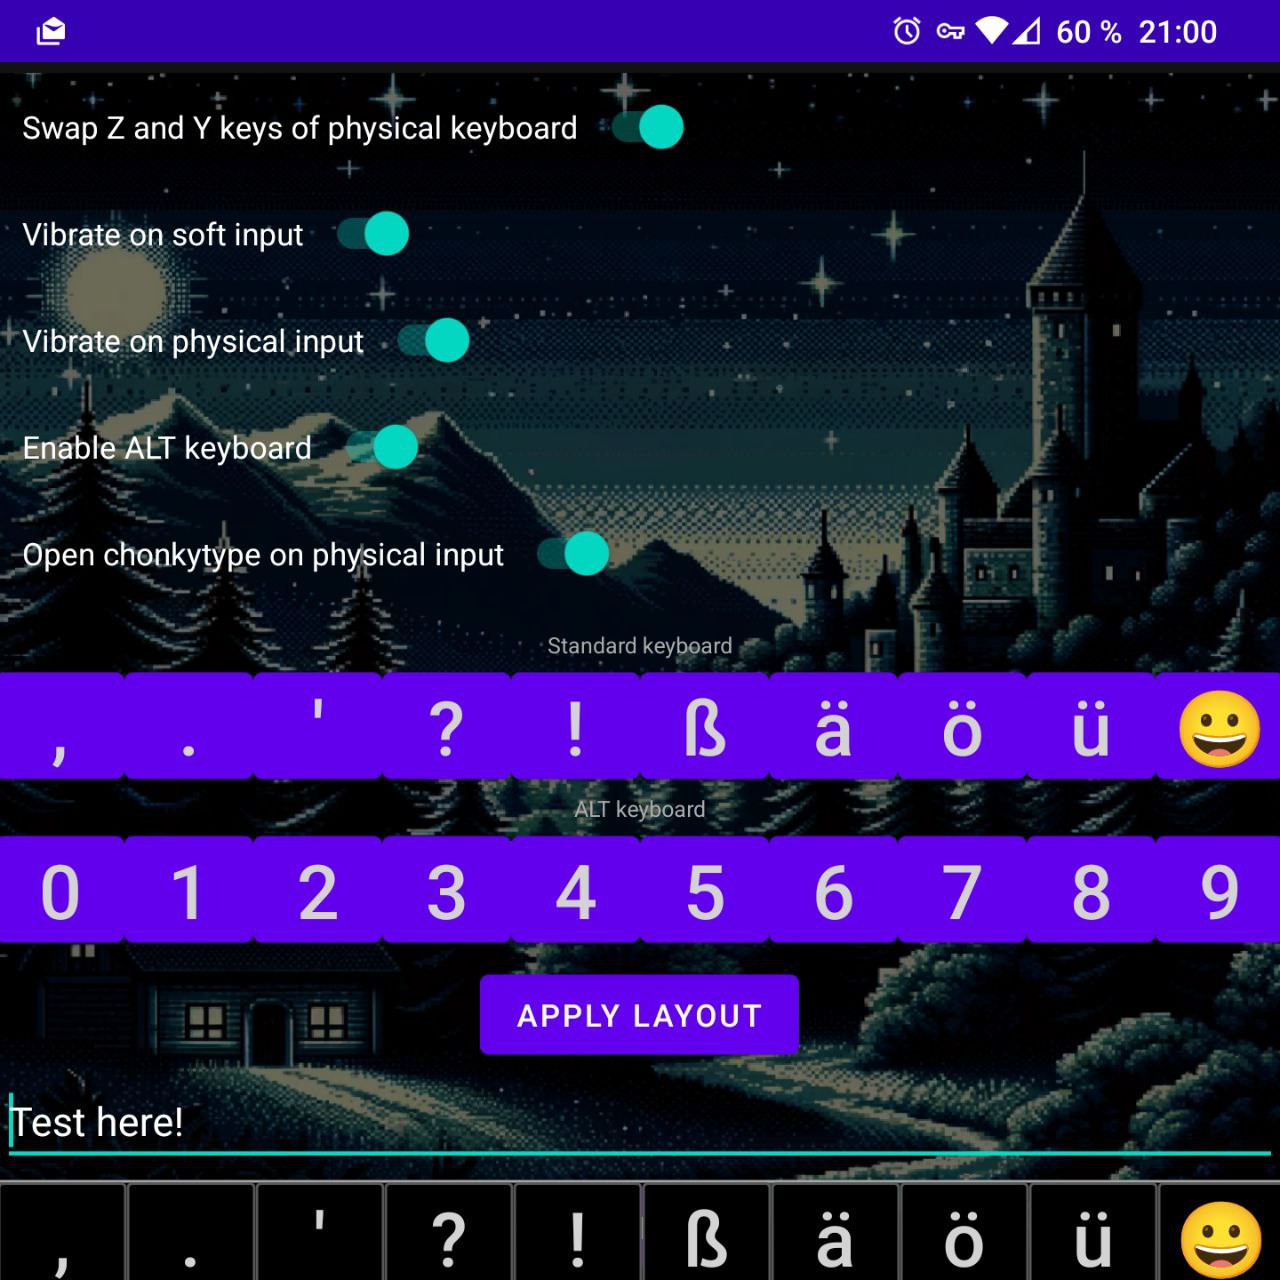 60 % 21:00
Swap Z and Y keys of physical keyboard
Vibrate on soft input
Vibrate on physical input
Enable ALT keyboard
Open chonkytype on physical input
Standard keyboard
, . ' ? ! ß ä ö ü 😀
ALT keyboard
0 1 2 3 4 5 6 7 8 9
APPLY LAYOUT
Test here!
, . ' ? ! ß ä ö ü 😀